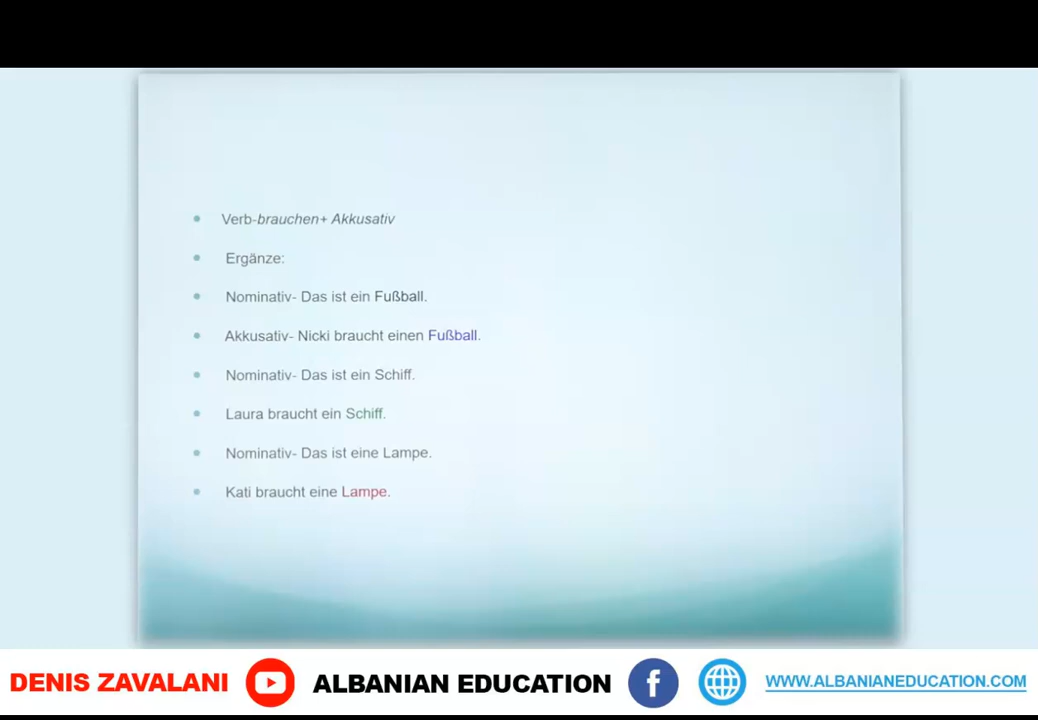 Verb-brauchen+ Akkusativ
Ergänze:
Nominativ- Das ist ein Fußball.
Akkusativ- Nicki braucht einen Fußball.
Nominativ- Das ist ein Schiff.
Laura braucht ein Schiff.
Nominativ- Das ist eine Lampe.
Kati braucht eine Lampe.
DENIS ZAVALANI ALBANIAN EDUCATION WWW.ALBANIANEDUCATION.COM